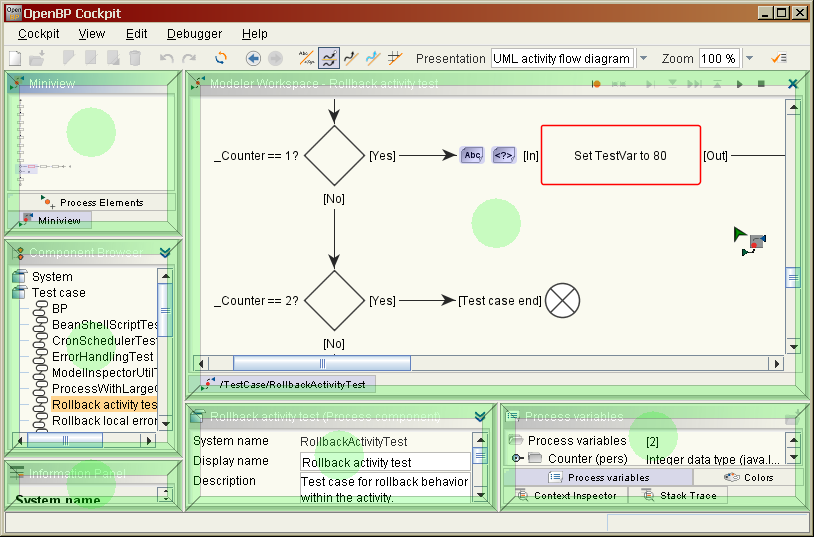 OpenBP Cockpit
Cockpit View Edit Debugger Help
Presentation UML activity flow diagram Zoom 100 %
Miniview
Process Elements
Miniview
Component Browser
System
Test case
BP
BeanShellScriptTes
CronSchedulerTest
ErrorHandlingTest
ModelInspectorUtilT
ProcessWithLarge
Rollback activity tes
Rollback local error
Information Panel
System name
Modeler Workspace - Rollback activity test
_Counter == 1? [Yes] Abc <?> [In] Set TestVar to 80 [Out]
[No]
_Counter == 2? [Yes] [Test case end]
[No]
/TestCase/RollbackActivityTest
Rollback activity test (Process component)
System name RollbackActivityTest
Display name Rollback activity test
Description Test case for rollback behavior
within the activity.
Process variables
Process variables [2]
Counter (pers) Integer data type (java.l...
Process variables Colors
Context Inspector Stack Trace